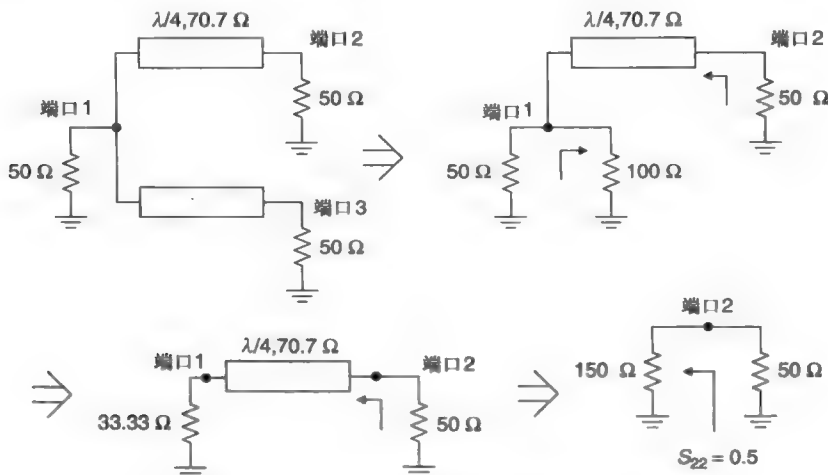 λ/4,70.7 Ω
端口2
50 Ω
端口1
50 Ω
端口3
50 Ω
λ/4,70.7 Ω
端口2
50 Ω
端口1
50 Ω
100 Ω
λ/4,70.7 Ω
端口1
端口2
33.33 Ω
50 Ω
端口2
150 Ω
50 Ω
S₂₂ = 0.5